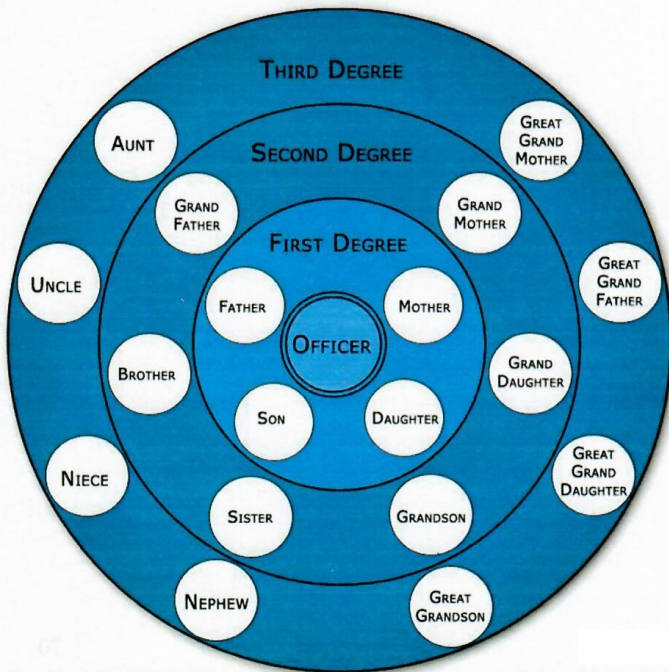 THIRD DEGREE
AUNT
GREAT
GRAND
MOTHER
SECOND DEGREE
GRAND
FATHER
GRAND
MOTHER
FIRST DEGREE
UNCLE
GREAT
GRAND
FATHER
FATHER
MOTHER
OFFICER
BROTHER
GRAND
DAUGHTER
SON
DAUGHTER
NIECE
GREAT
GRAND
DAUGHTER
SISTER
GRANDSON
NEPHEW
GREAT
GRANDSON